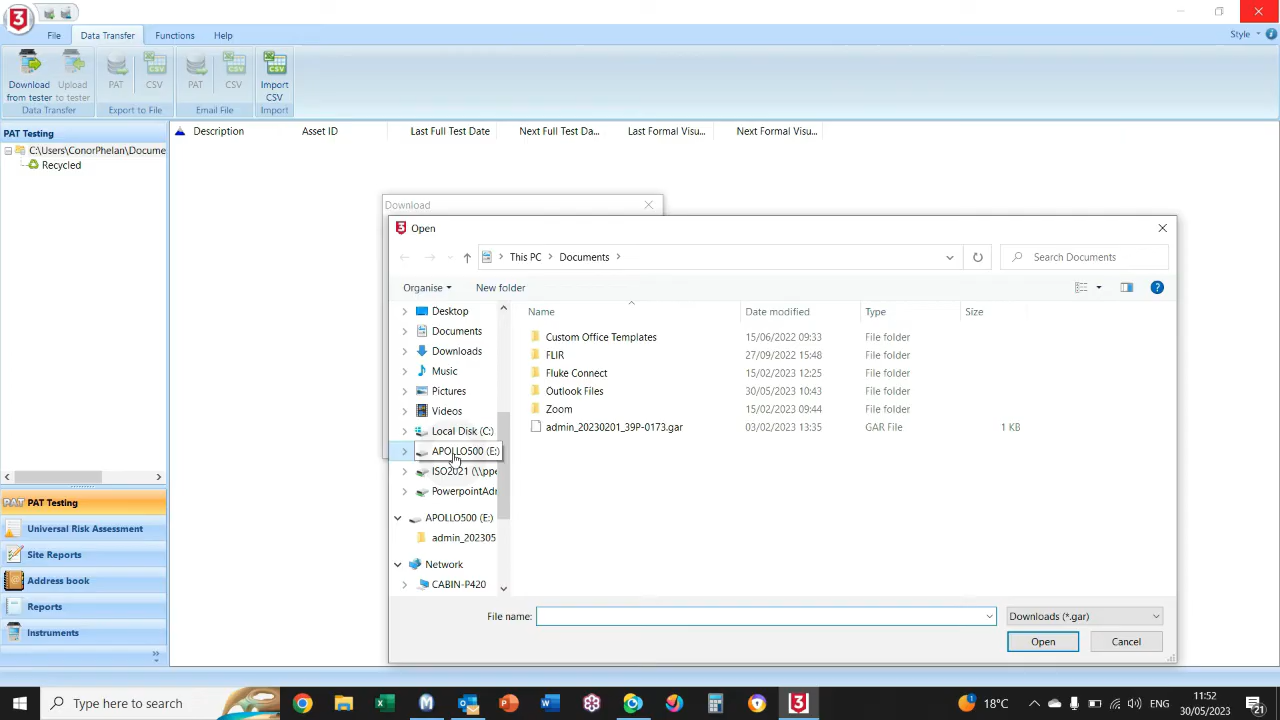 File
Data Transfer
Functions
Help
Style
Download from tester
Upload to tester
PAT
CSV
PAT
CSV
Import CSV
Data Transfer
Export to File
Email File
Import
PAT Testing
C:\Users\ConorPhelan\Docume
Recycled
Description
Asset ID
Last Full Test Date
Next Full Test Da...
Last Formal Visu...
Next Formal Visu...
Download
3 Open
This PC > Documents >
Search Documents
Organise
New folder
Name
Date modified
Type
Size
Desktop
Documents
Downloads
Music
Pictures
Videos
Local Disk (C:)
APOLLO500 (E:)
ISO2021 (\\ppe
PowerpointAdr
APOLLO500 (E:)
admin_202305
Network
CABIN-P420
Custom Office Templates 15/06/2022 09:33 File folder
FLIR 27/09/2022 15:48 File folder
Fluke Connect 15/02/2023 12:25 File folder
Outlook Files 30/05/2023 10:43 File folder
Zoom 15/02/2023 09:44 File folder
admin_20230201_39P-0173.gar 03/02/2023 13:35 GAR File 1 KB
File name:
Downloads (*.gar)
Open
Cancel
PAT PAT Testing
Universal Risk Assessment
Site Reports
Address book
Reports
Instruments
Type here to search
18°C
ENG
11:52
30/05/2023
21